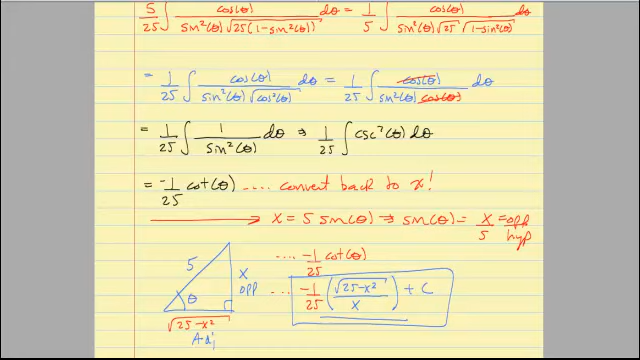 5/25 ∫ cos(θ) / (sin²(θ) √(25(1-sin²(θ)))) dθ = 1/5 ∫ cos(θ) / (sin²(θ) √25 √(1-sin²(θ))) dθ
= 1/25 ∫ cos(θ) / (sin²(θ) √(cos²(θ))) dθ = 1/25 ∫ cos(θ) / (sin²(θ) cos(θ)) dθ
= 1/25 ∫ 1 / sin²(θ) dθ ⇒ 1/25 ∫ csc²(θ) dθ
= -1/25 cot(θ) .... convert back to x!
x = 5 sin(θ) ⇒ sin(θ) = x/5 = opp/hyp
.... -1/25 cot(θ)
... -1/25 (√(25-x²) / x) + C
5
x
opp
θ
√(25-x²)
Adj